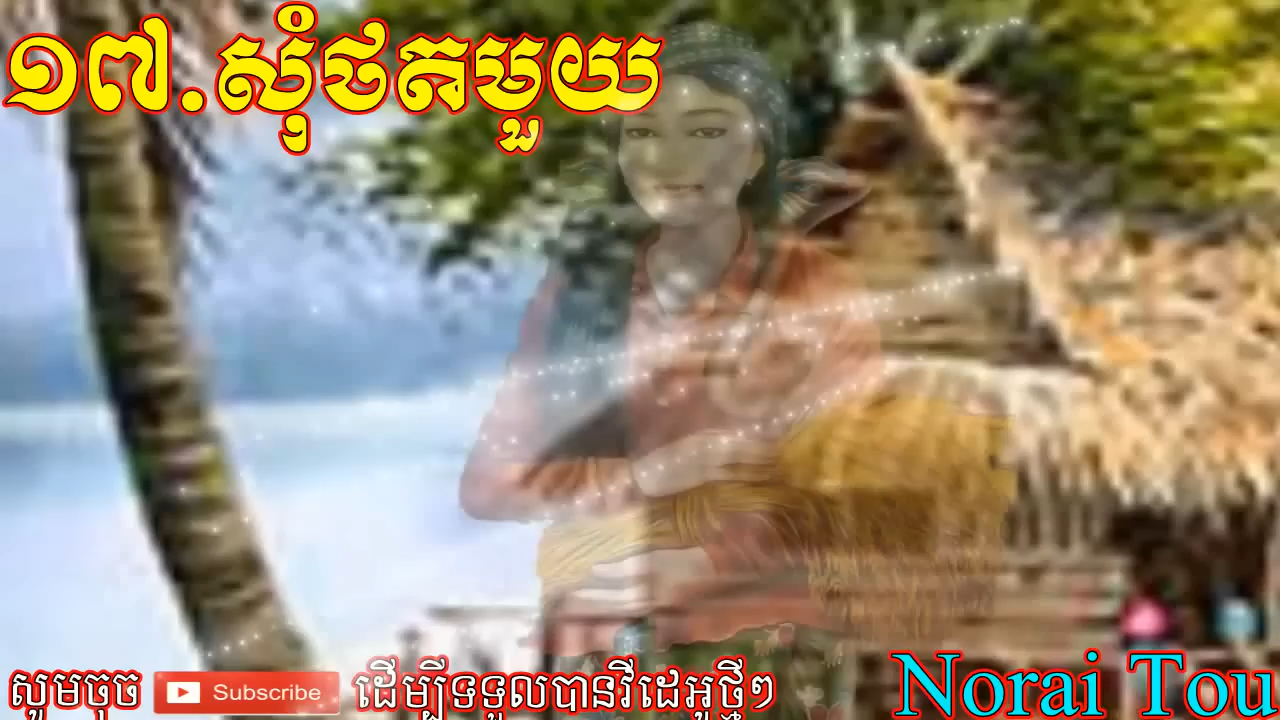 ១៧.សុំថតមួយ
សូមចុច Subscribe ដើម្បីទទួលបានវីដេអូថ្មីៗ
Norai Tou